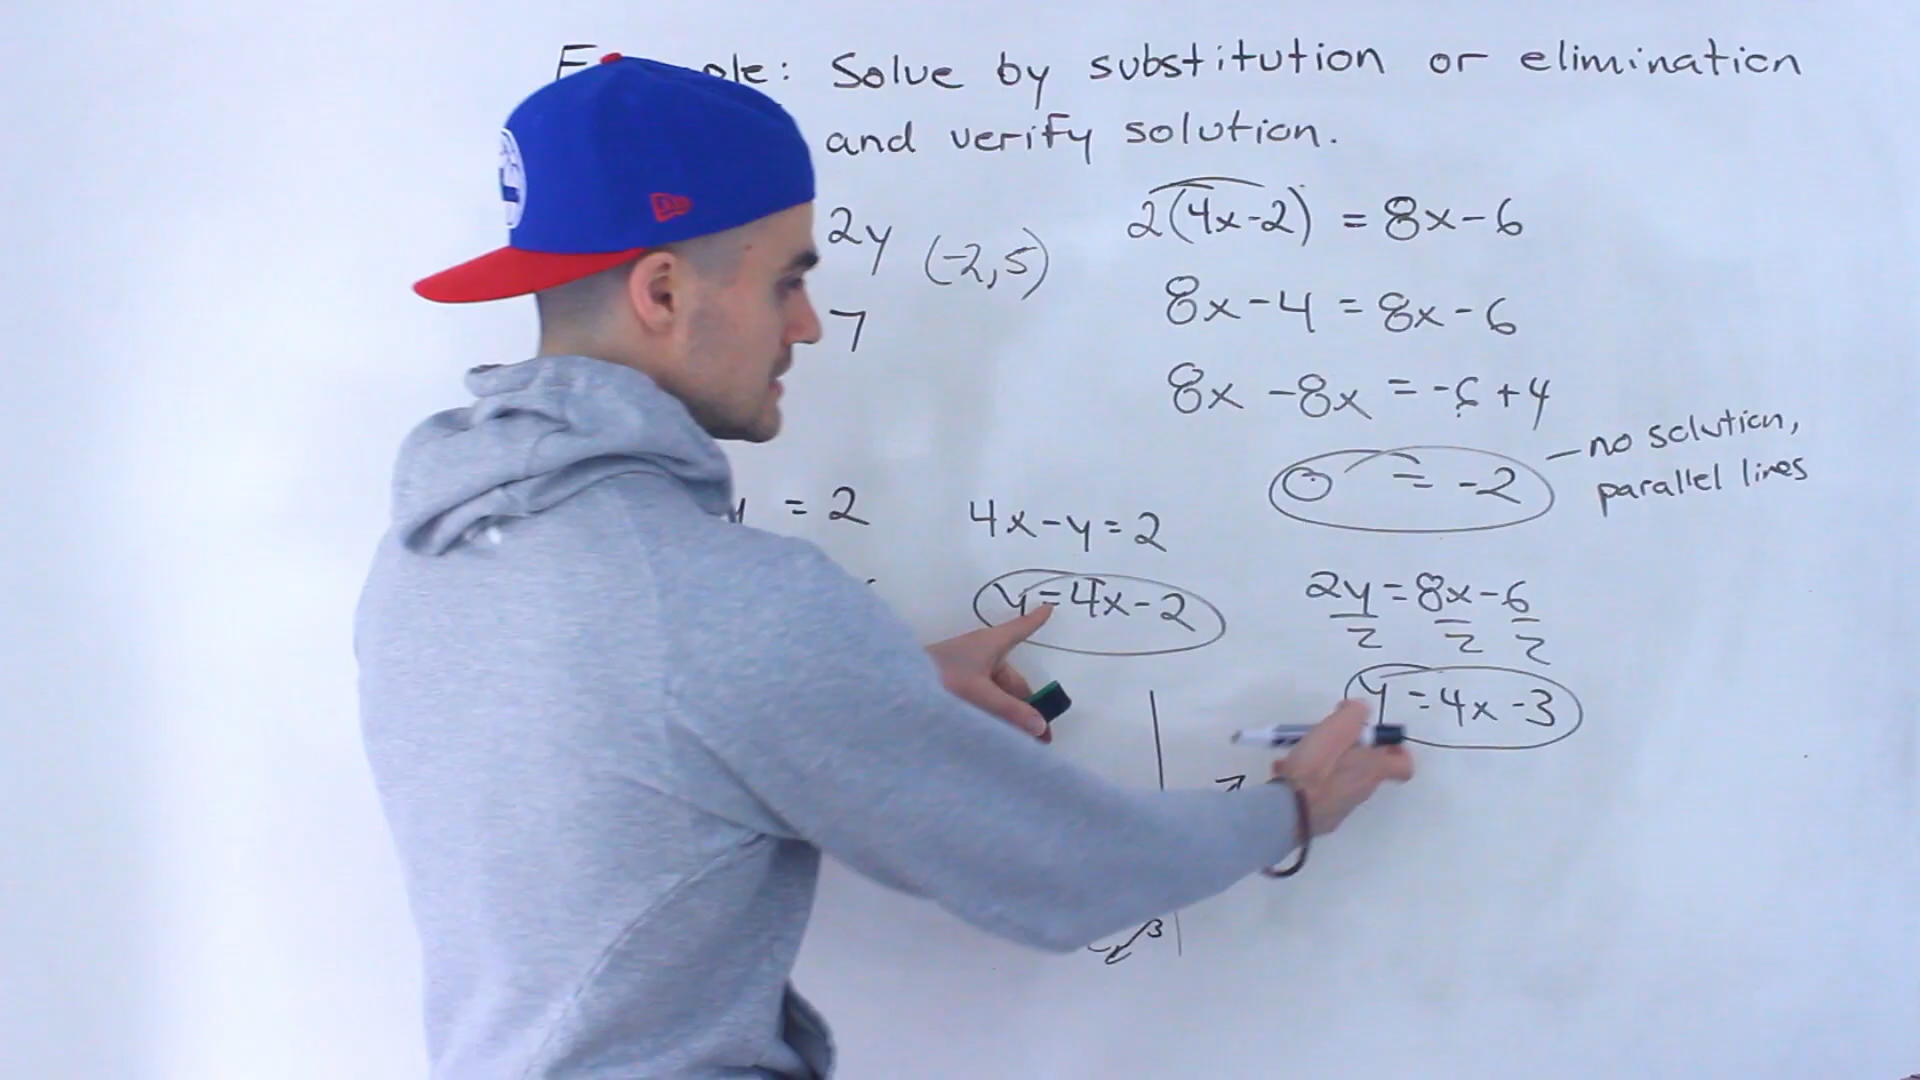 Solve by substitution or elimination
and verify solution.
2y (-2,5)
7
2(4x-2) = 8x-6
8x-4 = 8x-6
8x -8x = -6 +4
0 = -2
no solution,
parallel lines
= 2
4x-y=2
y=4x-2
2y=8x-6
2 2 2
y=4x-3